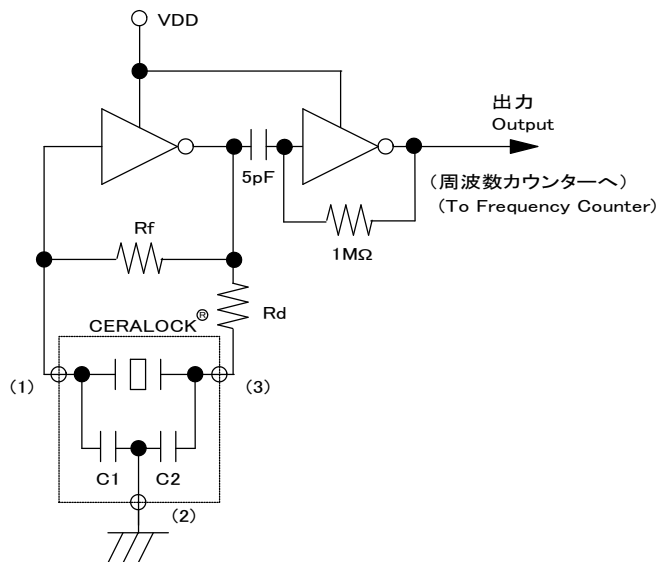 VDD
出力
Output
5pF
(周波数カウンターへ)
(To Frequency Counter)
Rf
1MΩ
Rd
CERALOCK®
(1)
(3)
C1
C2
(2)